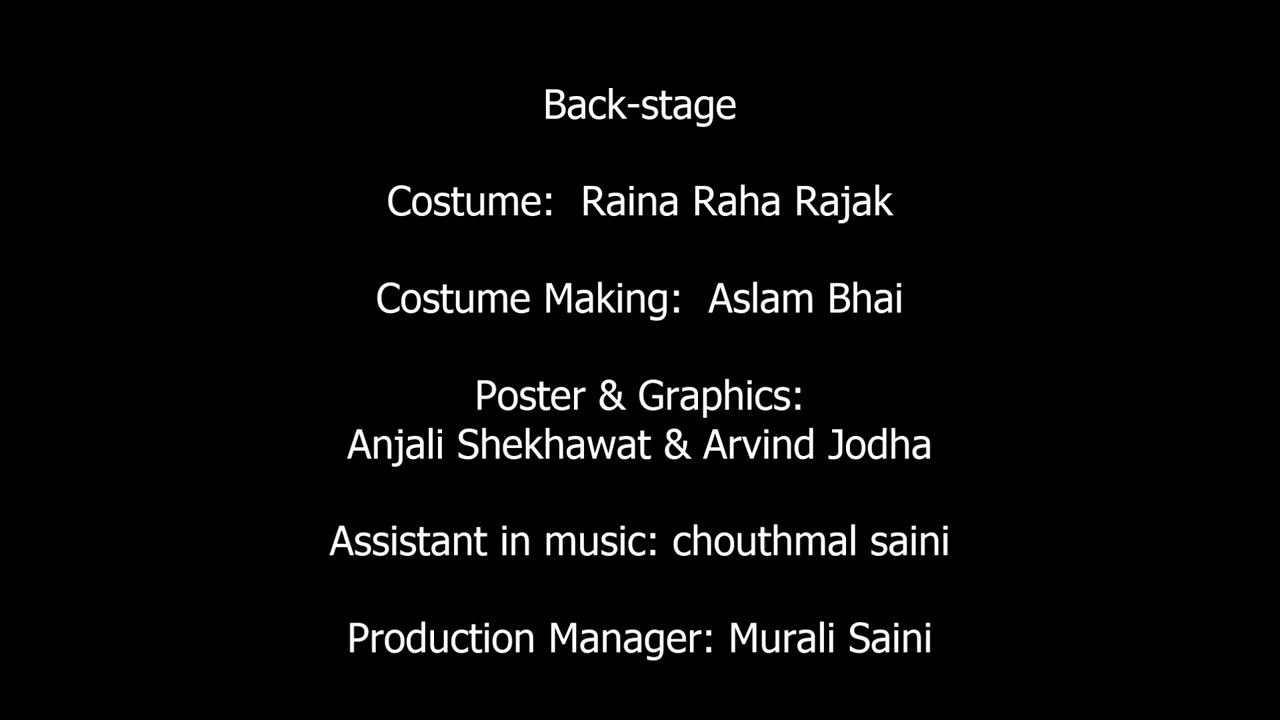 Back-stage
Costume:  Raina Raha Rajak
Costume Making:  Aslam Bhai
Poster & Graphics:
Anjali Shekhawat & Arvind Jodha
Assistant in music: chouthmal saini
Production Manager: Murali Saini